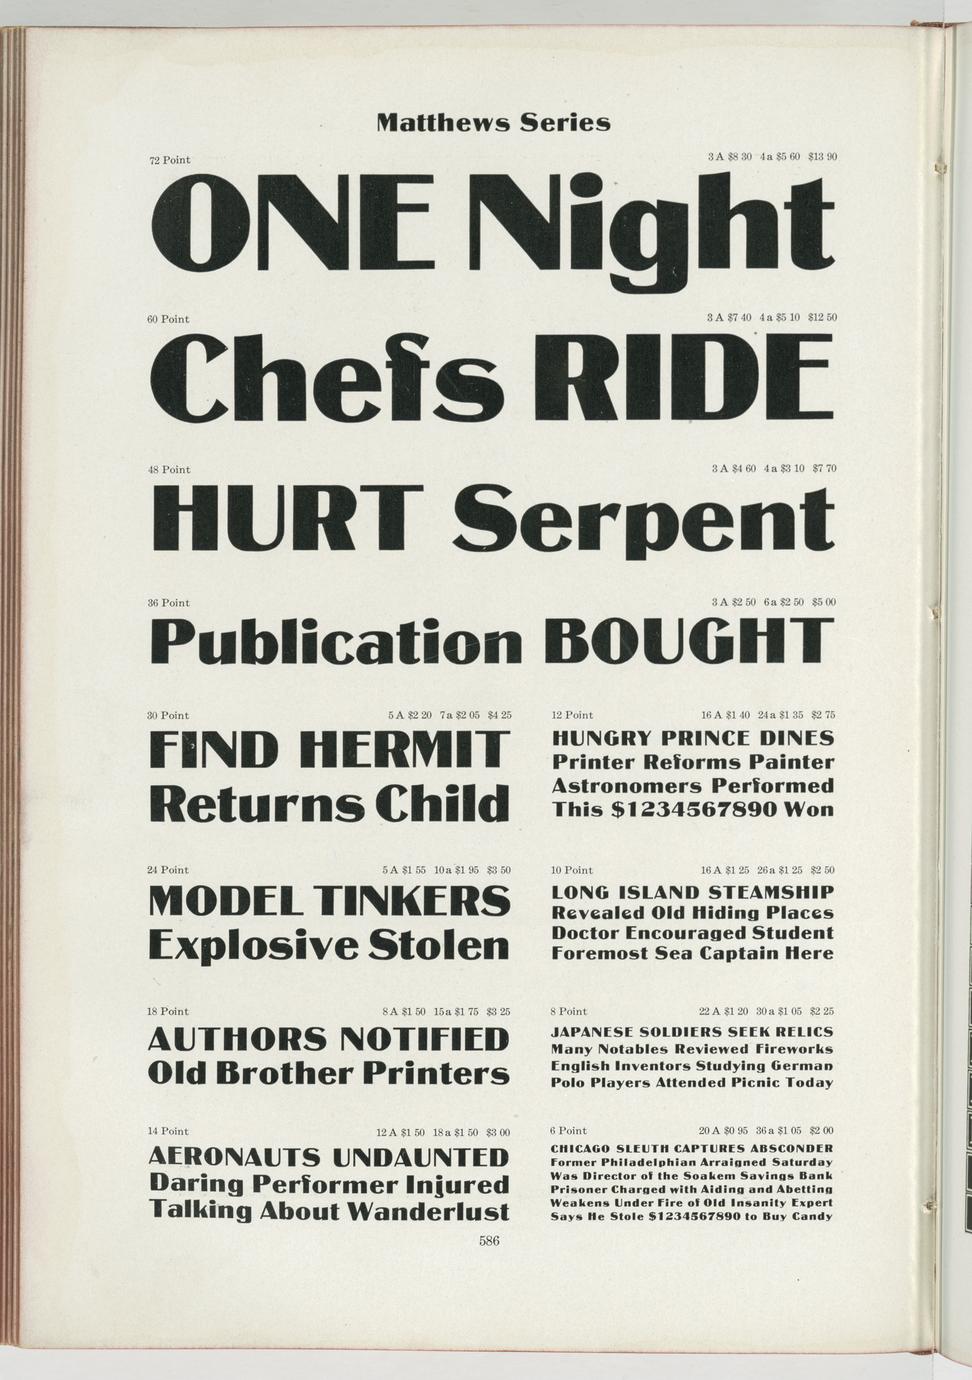 Matthews Series
72 Point 3 A $8 30 4 a $5 60 $13 90
ONE Night
60 Point 3 A $7 40 4 a $5 10 $12 50
Chefs RIDE
48 Point 3 A $4 60 4 a $3 10 $7 70
HURT Serpent
36 Point 3 A $2 50 6 a $2 50 $5 00
Publication BOUGHT
30 Point 5 A $2 20 7 a $2 05 $4 25
FIND HERMIT
Returns Child
24 Point 5 A $1 55 10 a $1 95 $3 50
MODEL TINKERS
Explosive Stolen
18 Point 8 A $1 50 15 a $1 75 $3 25
AUTHORS NOTIFIED
Old Brother Printers
14 Point 12 A $1 50 18 a $1 50 $3 00
AERONAUTS UNDAUNTED
Daring Performer Injured
Talking About Wanderlust
12 Point 16 A $1 40 24 a $1 35 $2 75
HUNGRY PRINCE DINES
Printer Reforms Painter
Astronomers Performed
This $1234567890 Won
10 Point 16 A $1 25 26 a $1 25 $2 50
LONG ISLAND STEAMSHIP
Revealed Old Hiding Places
Doctor Encouraged Student
Foremost Sea Captain Here
8 Point 22 A $1 20 30 a $1 05 $2 25
JAPANESE SOLDIERS SEEK RELICS
Many Notables Reviewed Fireworks
English Inventors Studying German
Polo Players Attended Picnic Today
6 Point 20 A $0 95 36 a $1 05 $2 00
CHICAGO SLEUTH CAPTURES ABSCONDER
Former Philadelphian Arraigned Saturday
Was Director of the Soakem Savings Bank
Prisoner Charged with Aiding and Abetting
Weakens Under Fire of Old Insanity Expert
Says He Stole $1234567890 to Buy Candy
586